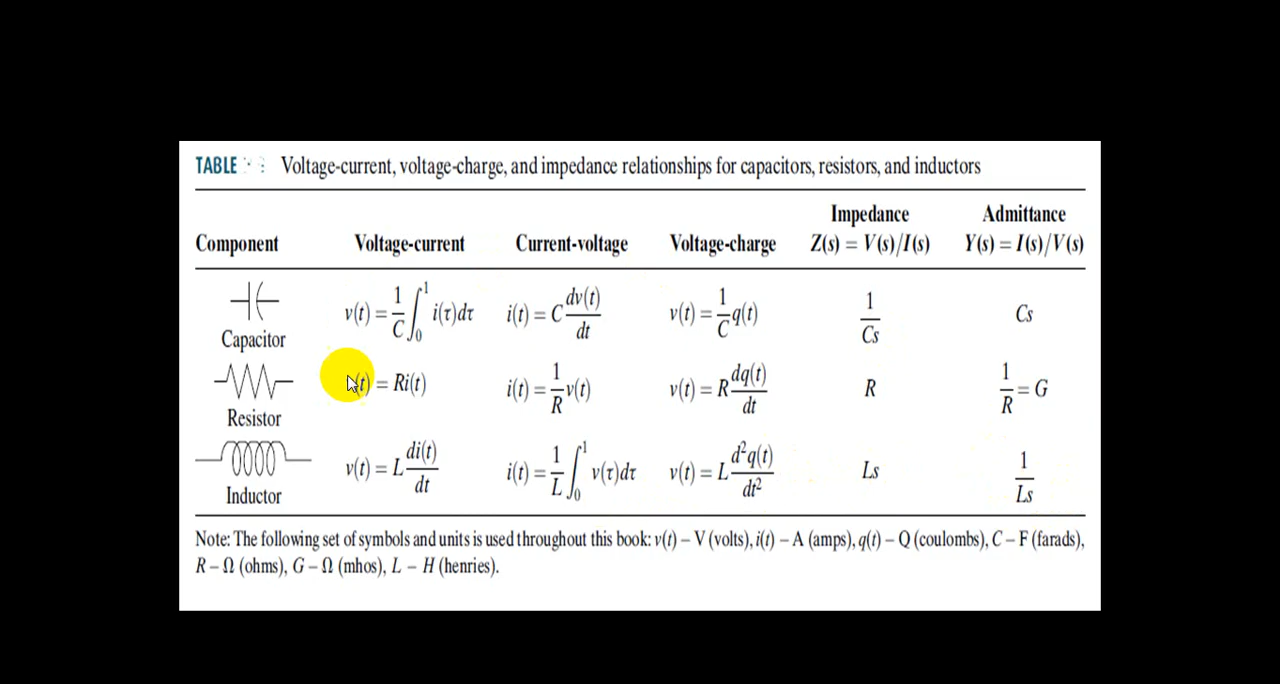 TABLE Voltage-current, voltage-charge, and impedance relationships for capacitors, resistors, and inductors
Impedance Admittance
Component Voltage-current Current-voltage Voltage-charge Z(s) = V(s)/I(s) Y(s) = I(s)/V(s)
Capacitor v(t) = 1/C ∫₀¹ i(τ)dτ i(t) = C dv(t)/dt v(t) = 1/C q(t) 1/Cs Cs
Resistor (t) = Ri(t) i(t) = 1/R v(t) v(t) = R dq(t)/dt R 1/R = G
Inductor v(t) = L di(t)/dt i(t) = 1/L ∫₀¹ v(τ)dτ v(t) = L d²q(t)/dt² Ls 1/Ls
Note: The following set of symbols and units is used throughout this book: v(t) – V (volts), i(t) – A (amps), q(t) – Q (coulombs), C – F (farads),
R – Ω (ohms), G – Ω (mhos), L – H (henries).